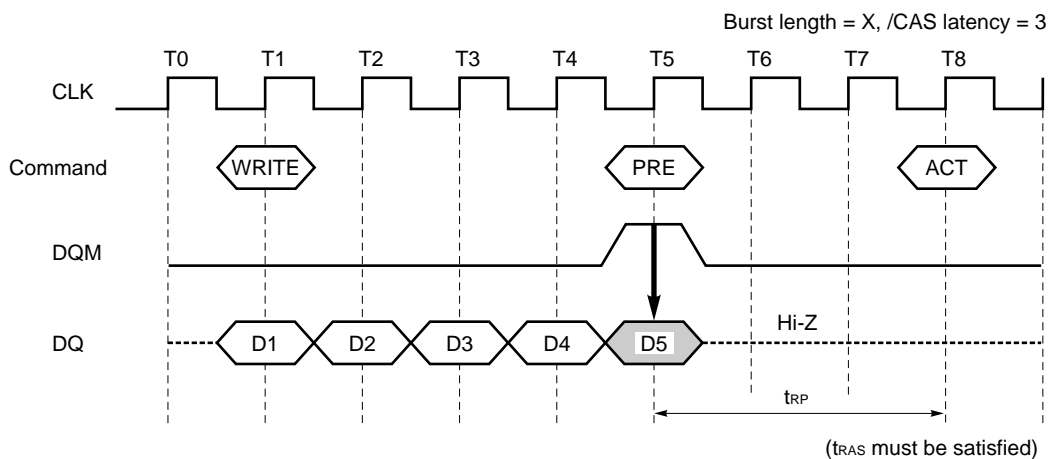 Burst length = X, /CAS latency = 3
T0 T1 T2 T3 T4 T5 T6 T7 T8
CLK
Command WRITE PRE ACT
DQM
Hi-Z
DQ D1 D2 D3 D4 D5
tRP
(tRAS must be satisfied)